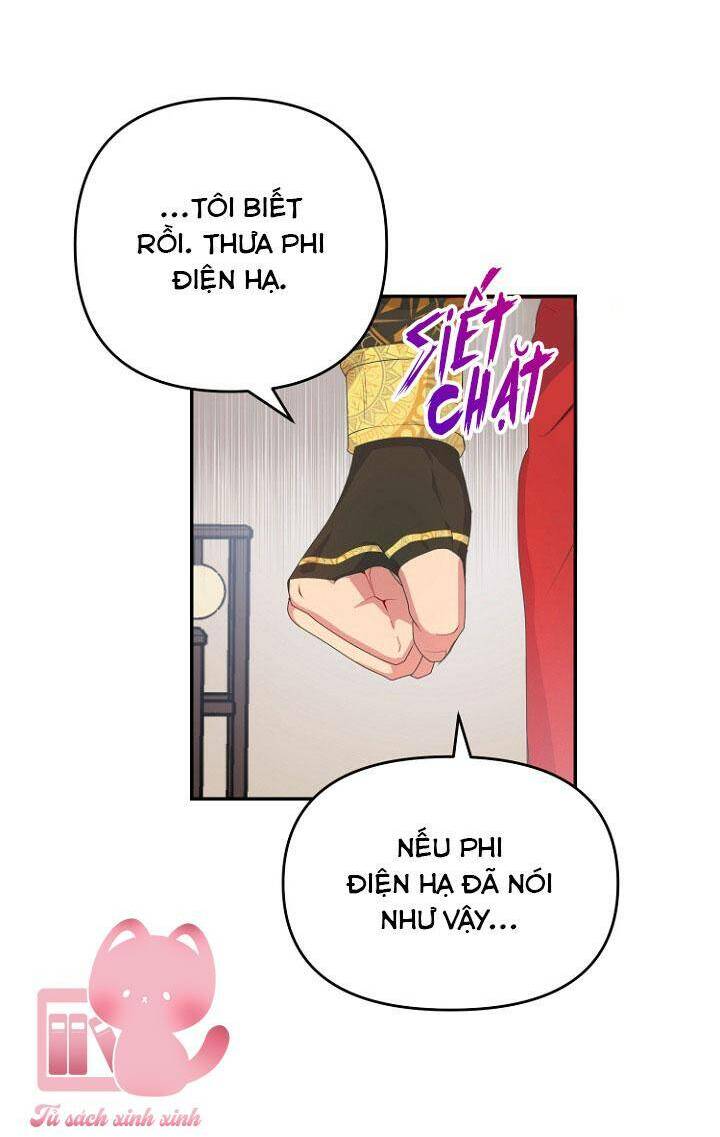 ...TÔI BIẾT
RỒI. THƯA PHI
ĐIỆN HẠ.
SIẾT
CHẶT
NẾU PHI
ĐIỆN HẠ ĐÃ NÓI
NHƯ VẬY...
Tủ sách xinh xinh